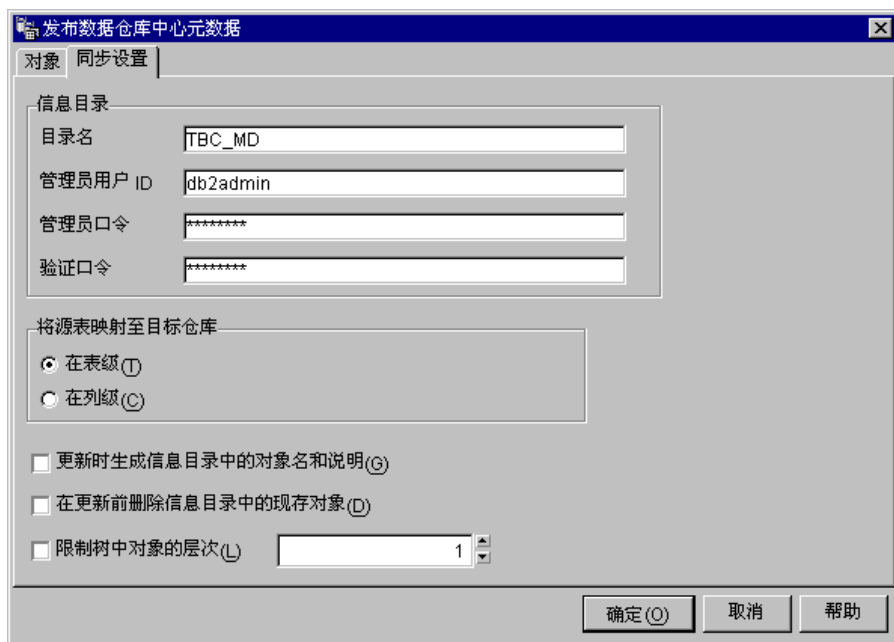 发布数据仓库中心元数据
对象 同步设置
信息目录
目录名 TBC_MD
管理员用户 ID db2admin
管理员口令 ********
验证口令 ********
将源表映射至目标仓库
在表级(T)
在列级(C)
更新时生成信息目录中的对象名和说明(G)
在更新前删除信息目录中的现存对象(D)
限制树中对象的层次(L) 1
确定(O) 取消 帮助